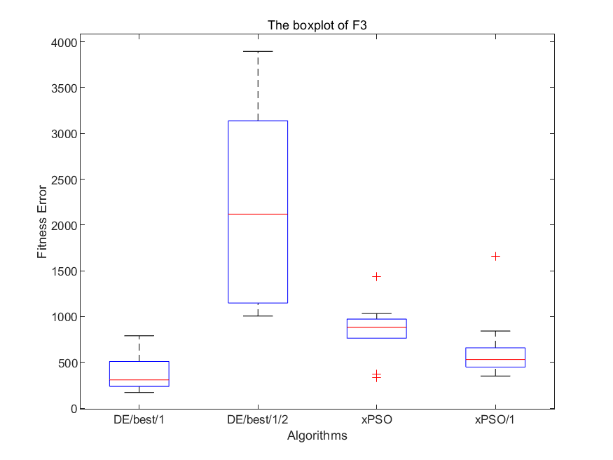 The boxplot of F3
4000
3500
3000
2500
2000
1500
1000
500
0
Fitness Error
DE/best/1 DE/best/1/2 xPSO xPSO/1
Algorithms